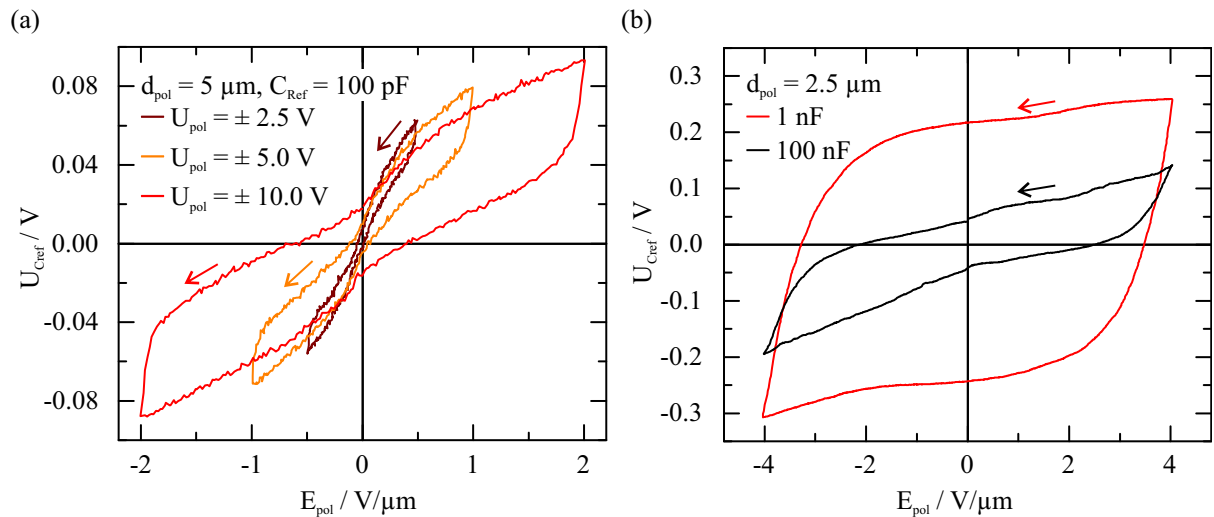 (a)
d_pol = 5 µm, C_Ref = 100 pF
U_pol = ± 2.5 V
U_pol = ± 5.0 V
U_pol = ± 10.0 V
0.08
0.04
0.00
-0.04
-0.08
U_Cref / V
-2 -1 0 1 2
E_pol / V/µm
(b)
d_pol = 2.5 µm
1 nF
100 nF
0.3
0.2
0.1
0.0
-0.1
-0.2
-0.3
U_Cref / V
-4 -2 0 2 4
E_pol / V/µm